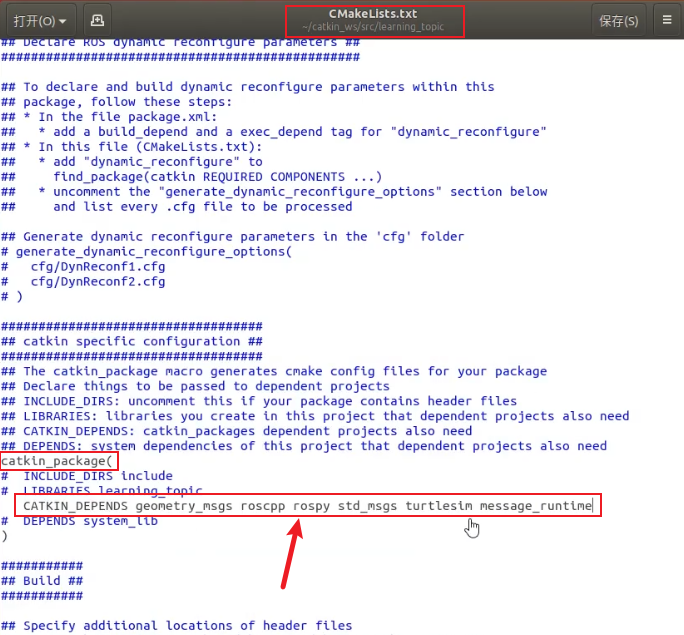 打开(O)
CMakeLists.txt
~/catkin_ws/src/learning_topic
保存(S)
## Declare ROS dynamic reconfigure parameters ##
################################################
## To declare and build dynamic reconfigure parameters within this
## package, follow these steps:
## * In the file package.xml:
##   * add a build_depend and a exec_depend tag for "dynamic_reconfigure"
## * In this file (CMakeLists.txt):
##   * add "dynamic_reconfigure" to
##     find_package(catkin REQUIRED COMPONENTS ...)
##   * uncomment the "generate_dynamic_reconfigure_options" section below
##     and list every .cfg file to be processed
## Generate dynamic reconfigure parameters in the 'cfg' folder
# generate_dynamic_reconfigure_options(
#   cfg/DynReconf1.cfg
#   cfg/DynReconf2.cfg
# )
###################################
## catkin specific configuration ##
###################################
## The catkin_package macro generates cmake config files for your package
## Declare things to be passed to dependent projects
## INCLUDE_DIRS: uncomment this if your package contains header files
## LIBRARIES: libraries you create in this project that dependent projects also need
## CATKIN_DEPENDS: catkin_packages dependent projects also need
## DEPENDS: system dependencies of this project that dependent projects also need
catkin_package(
#  INCLUDE_DIRS include
#  LIBRARIES learning_topic
   CATKIN_DEPENDS geometry_msgs roscpp rospy std_msgs turtlesim message_runtime
#  DEPENDS system_lib
)
###########
## Build ##
###########
## Specify additional locations of header files